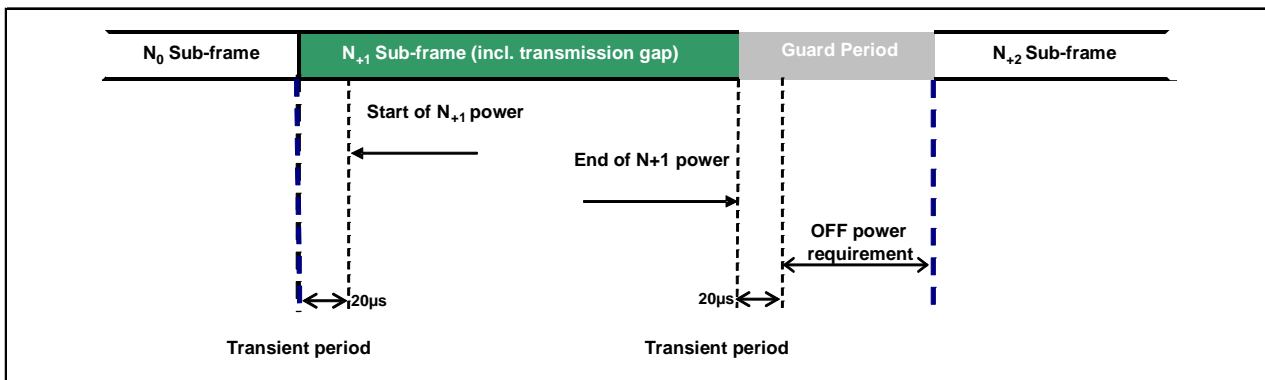 N0 Sub-frame
N+1 Sub-frame (incl. transmission gap)
Guard Period
N+2 Sub-frame
Start of N+1 power
End of N+1 power
OFF power
requirement
20µs
20µs
Transient period
Transient period